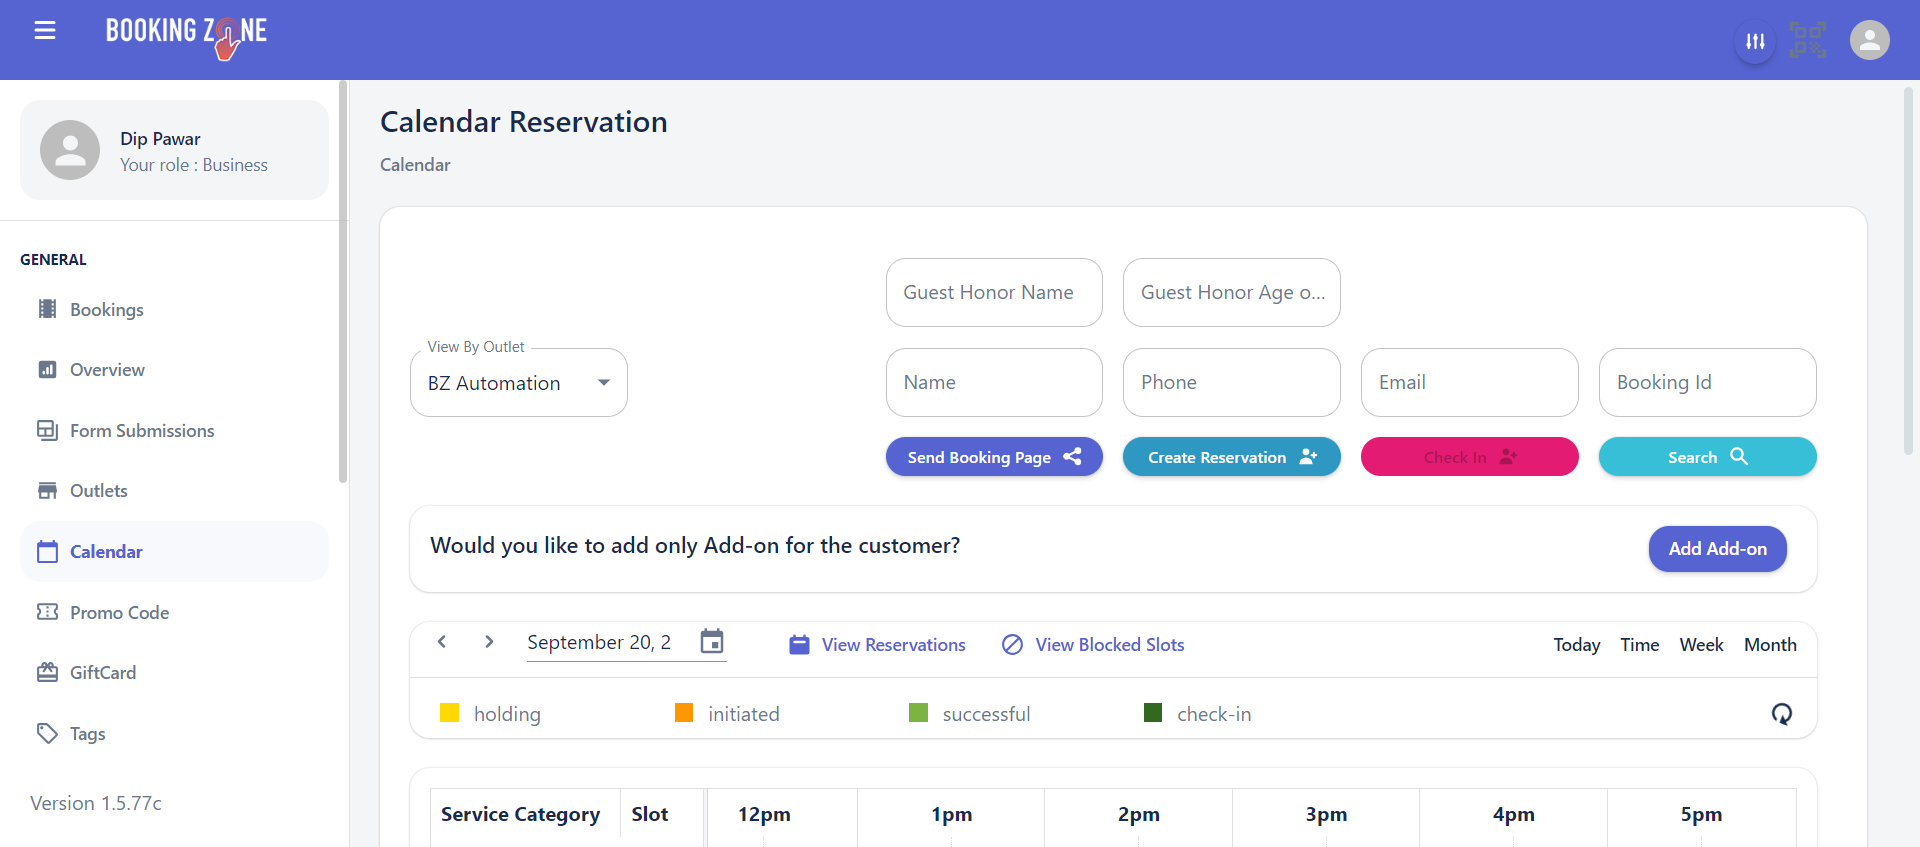 BOOKING ZONE
Dip Pawar
Your role : Business
GENERAL
Bookings
Overview
Form Submissions
Outlets
Calendar
Promo Code
GiftCard
Tags
Version 1.5.77c
Calendar Reservation
Calendar
Guest Honor Name
Guest Honor Age o...
View By Outlet
BZ Automation
Name
Phone
Email
Booking Id
Send Booking Page
Create Reservation
Check In
Search
Would you like to add only Add-on for the customer?
Add Add-on
September 20, 2
View Reservations
View Blocked Slots
Today
Time
Week
Month
holding
initiated
successful
check-in
Service Category
Slot
12pm
1pm
2pm
3pm
4pm
5pm